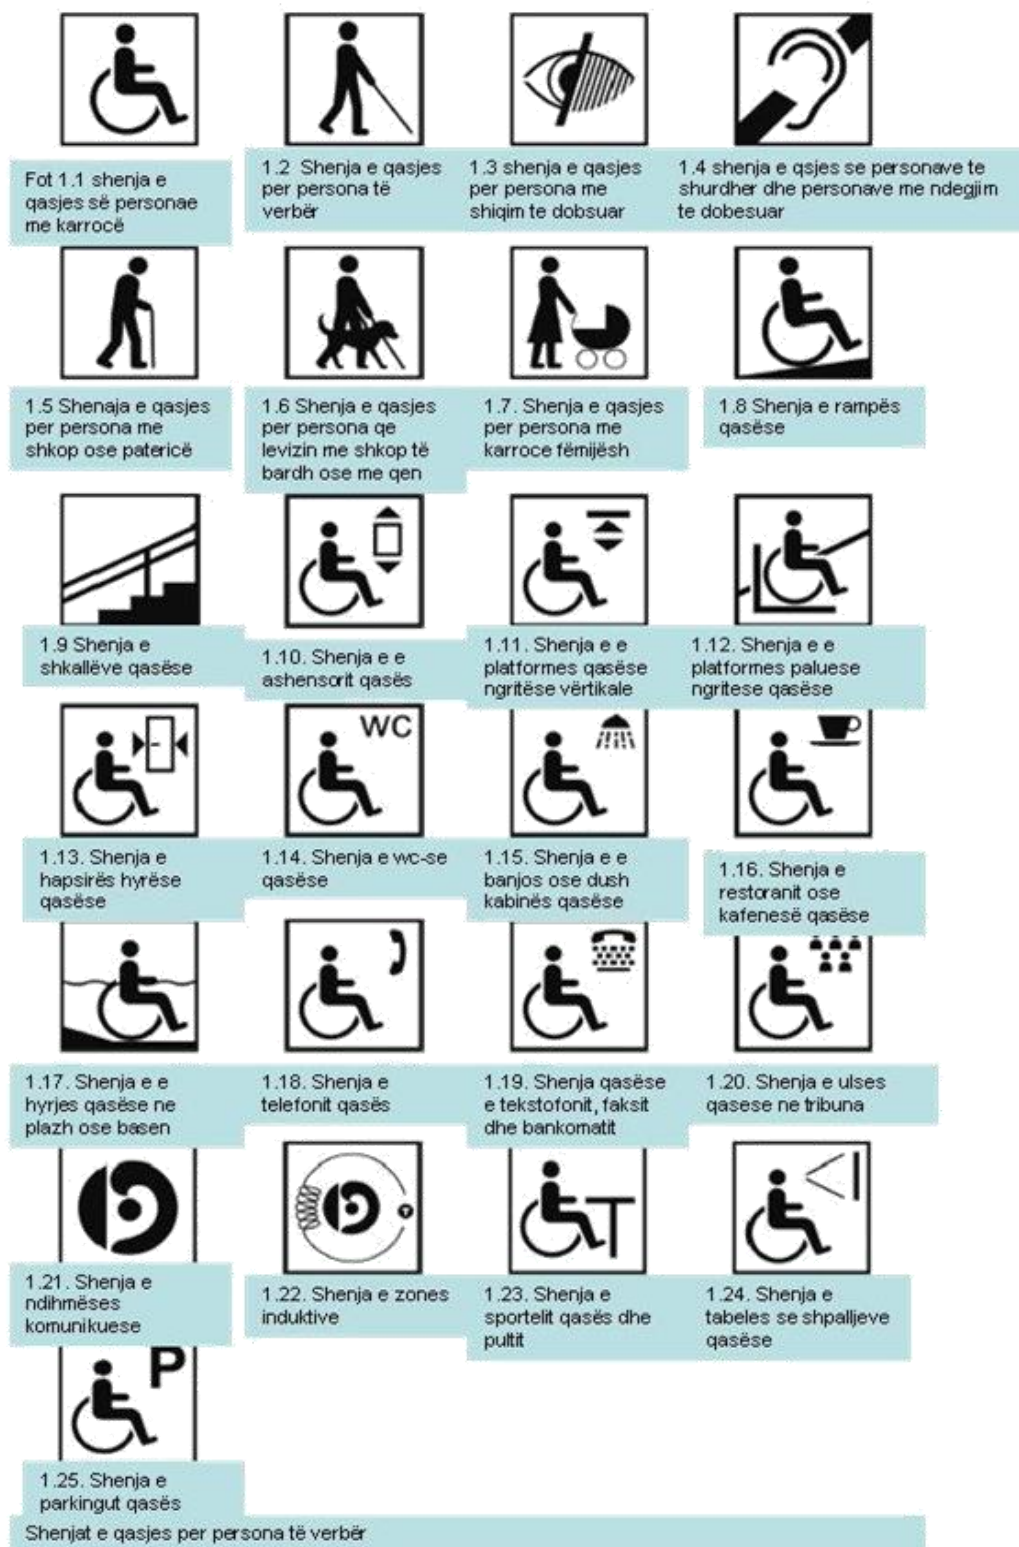 Fot 1.1 shenja e
qasjes së personae
me karrocë
1.2 Shenja e qasjes
per persona të
verbër
1.3 shenja e qasjes
per persona me
shiqim te dobsuar
1.4 shenja e qsjes se personave te
shurdher dhe personave me ndegjim
te dobesuar
1.5 Shenaja e qasjes
per persona me
shkop ose patericë
1.6 Shenja e qasjes
per persona qe
levizin me shkop të
bardh ose me qen
1.7. Shenja e qasjes
per persona me
karroce fëmijësh
1.8 Shenja e rampës
qasëse
1.9 Shenja e
shkallëve qasëse
1.10. Shenja e e
ashensorit qasës
1.11. Shenja e e
platformes qasëse
ngritëse vërtikale
1.12. Shenja e e
platformes paluese
ngritese qasëse
WC
1.13. Shenja e
hapsirës hyrëse
qasëse
1.14. Shenja e wc-se
qasëse
1.15. Shenja e e
banjos ose dush
kabinës qasëse
1.16. Shenja e
restoranit ose
kafenesë qasëse
1.17. Shenja e e
hyrjes qasëse ne
plazh ose basen
1.18. Shenja e
telefonit qasës
1.19. Shenja qasëse
e tekstofonit, faksit
dhe bankomatit
1.20. Shenja e ulses
qasese ne tribuna
T
1.21. Shenja e
ndihmëses
komunikuese
1.22. Shenja e zones
induktive
1.23. Shenja e
sportelit qasës dhe
pultit
1.24. Shenja e
tabeles se shpalljeve
qasëse
P
1.25. Shenja e
parkingut qasës
Shenjat e qasjes per persona të verbër